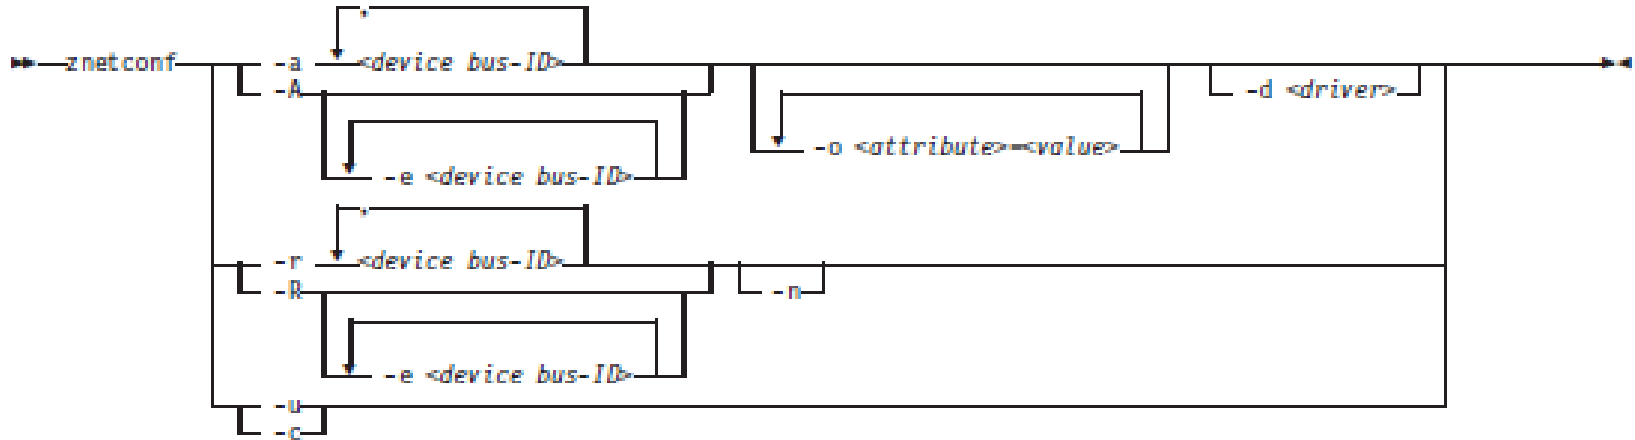 ,
znetconf -a <device bus-ID>
-A -d <driver>
-o <attribute>=<value>
-e <device bus-ID>
,
-r <device bus-ID>
-R -n
-e <device bus-ID>
-u
-c